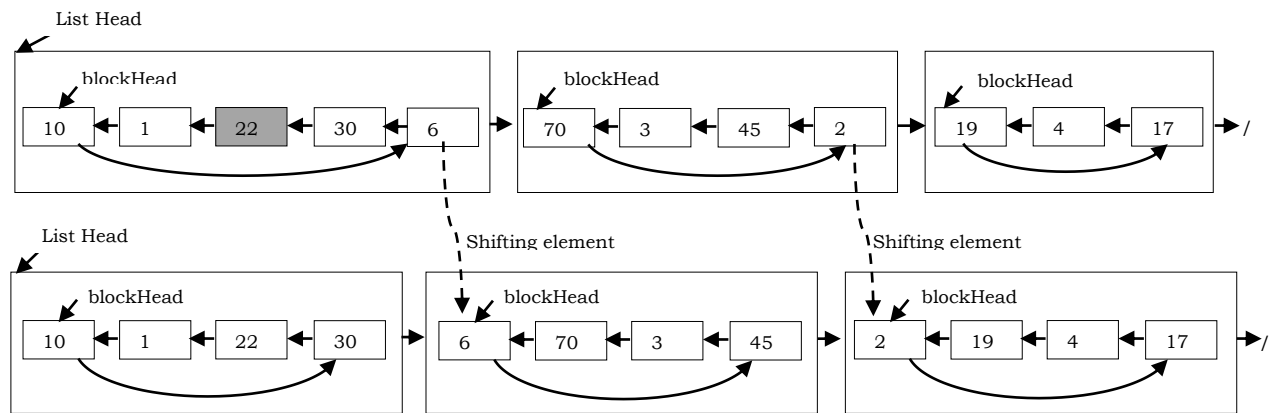 List Head
blockHead
blockHead
blockHead
10 1 22 30 6 70 3 45 2 19 4 17 /
List Head
Shifting element
Shifting element
blockHead
blockHead
blockHead
10 1 22 30 6 70 3 45 2 19 4 17 /